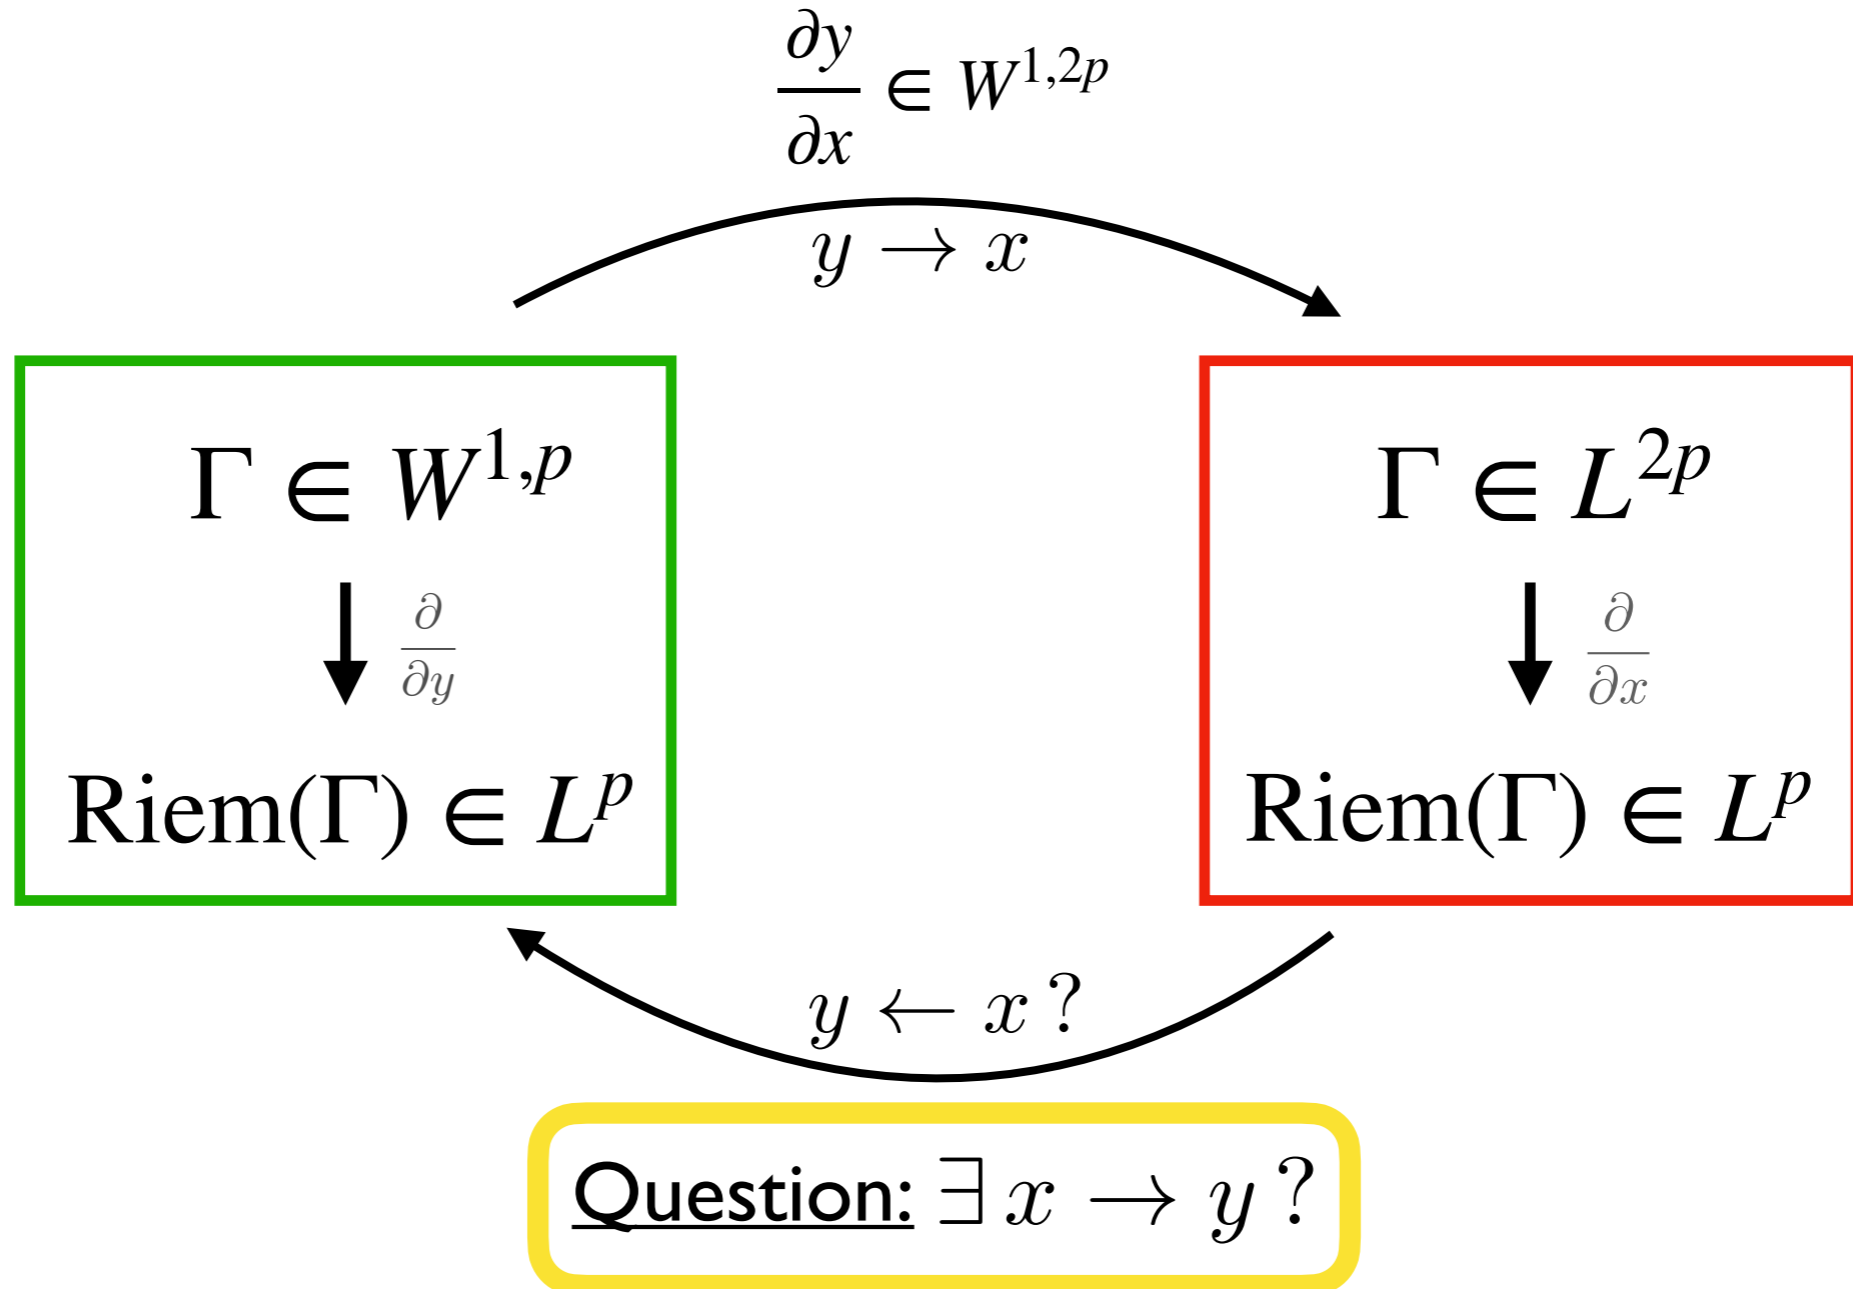 ∂y/∂x ∈ W^{1,2p}
y → x
Γ ∈ W^{1,p}
∂/∂y
Riem(Γ) ∈ L^p
Γ ∈ L^{2p}
∂/∂x
Riem(Γ) ∈ L^p
y ← x ?
Question: ∃ x → y ?